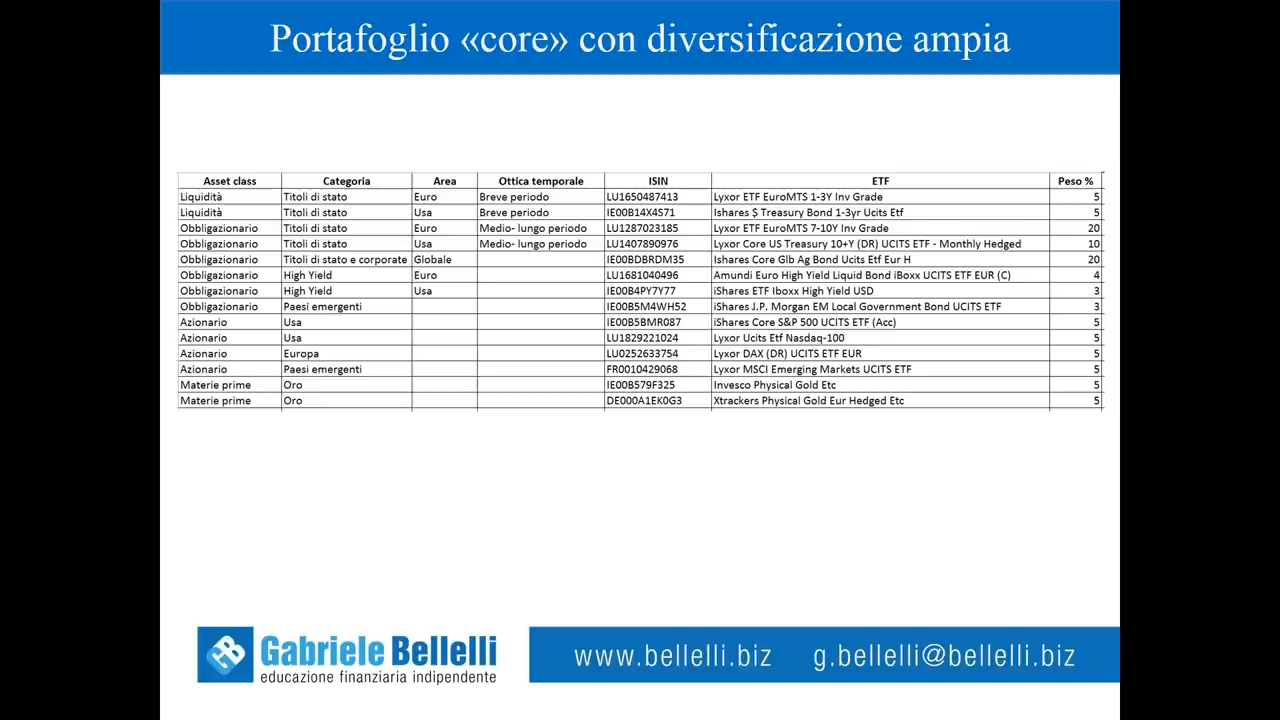 Portafoglio «core» con diversificazione ampia
Asset class Categoria Area Ottica temporale ISIN ETF Peso %
Liquidità Titoli di stato Euro Breve periodo LU1650487413 Lyxor ETF EuroMTS 1-3Y Inv Grade 5
Liquidità Titoli di stato Usa Breve periodo IE00B14X4S71 Ishares $ Treasury Bond 1-3yr Ucits Etf 5
Obbligazionario Titoli di stato Euro Medio- lungo periodo LU1287023185 Lyxor ETF EuroMTS 7-10Y Inv Grade 20
Obbligazionario Titoli di stato Usa Medio- lungo periodo LU1407890976 Lyxor Core US Treasury 10+Y (DR) UCITS ETF - Monthly Hedged 10
Obbligazionario Titoli di stato e corporate Globale IE00BDBRDM35 Ishares Core Glb Ag Bond Ucits Etf Eur H 20
Obbligazionario High Yield Euro LU1681040496 Amundi Euro High Yield Liquid Bond iBoxx UCITS ETF EUR (C) 4
Obbligazionario High Yield Usa IE00B4PY7Y77 iShares ETF Iboxx High Yield USD 3
Obbligazionario Paesi emergenti IE00B5M4WH52 iShares J.P. Morgan EM Local Government Bond UCITS ETF 3
Azionario Usa IE00B5BMR087 iShares Core S&P 500 UCITS ETF (Acc) 5
Azionario Usa LU1829221024 Lyxor Ucits Etf Nasdaq-100 5
Azionario Europa LU0252633754 Lyxor DAX (DR) UCITS ETF EUR 5
Azionario Paesi emergenti FR0010429068 Lyxor MSCI Emerging Markets UCITS ETF 5
Materie prime Oro IE00B579F325 Invesco Physical Gold Etc 5
Materie prime Oro DE000A1EK0G3 Xtrackers Physical Gold Eur Hedged Etc 5
Gabriele Bellelli
educazione finanziaria indipendente
www.bellelli.biz g.bellelli@bellelli.biz